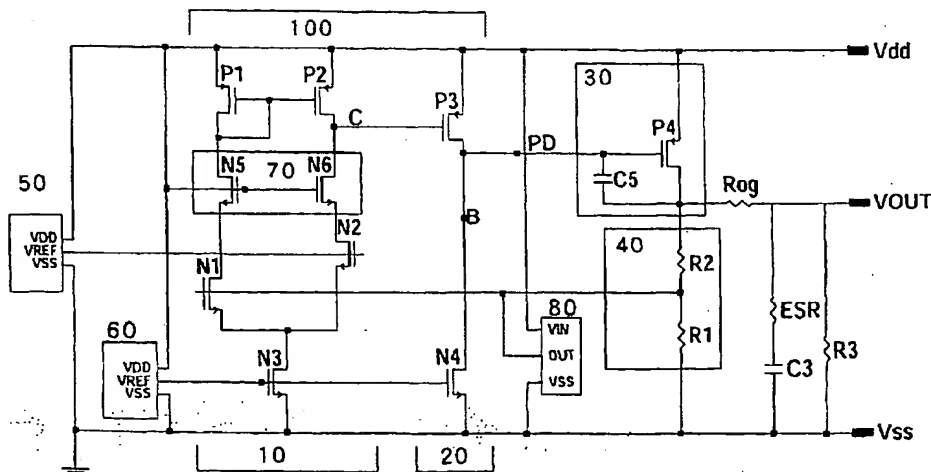 100
Vdd
P1
P2
P3
30
P4
C
PD
C5
N5
70
N6
Rog
VOUT
50
VDD
VREF
VSS
B
N2
N1
40
R2
R1
80
VIN
OUT
VSS
ESR
C3
R3
60
VDD
VREF
VSS
N3
N4
Vss
10
20